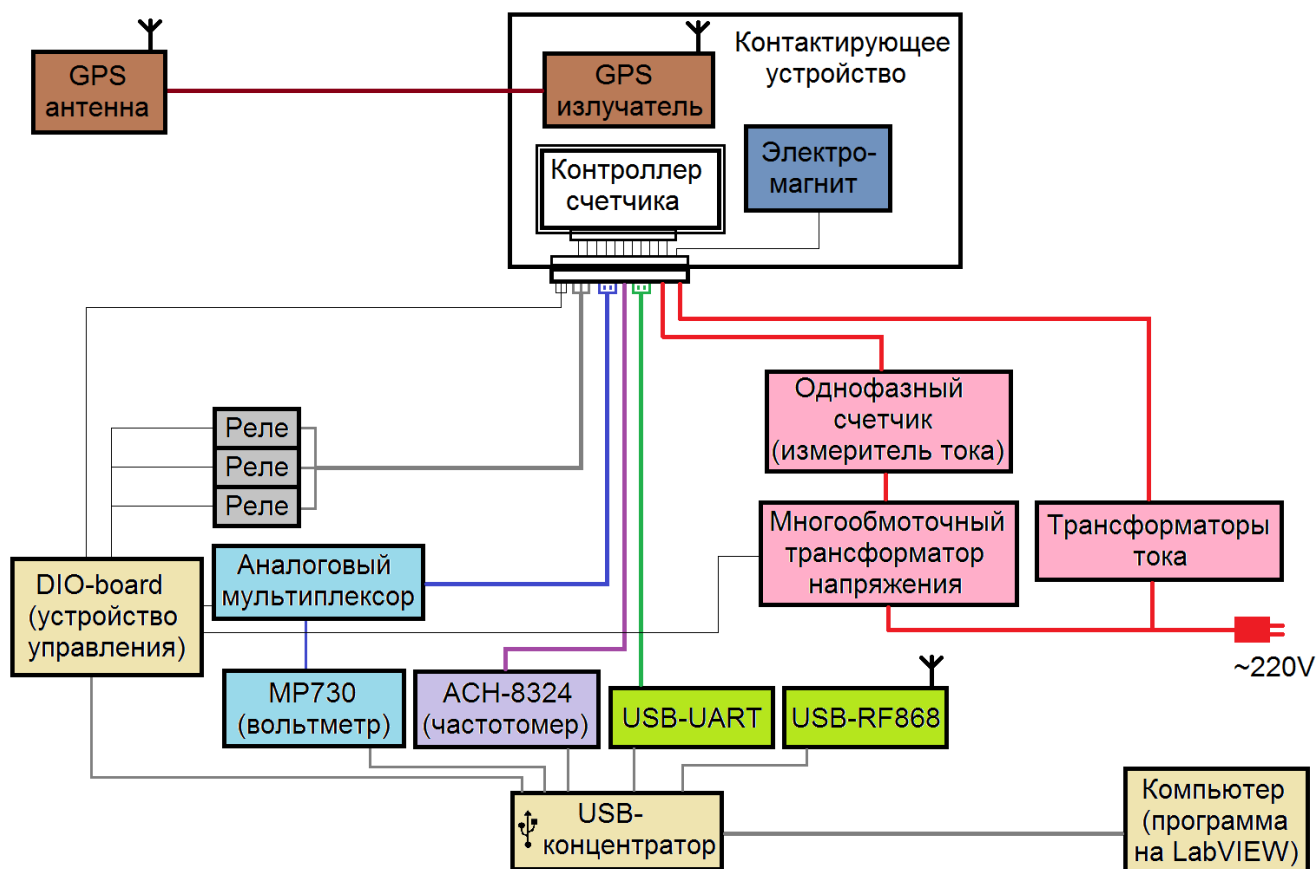 GPS
антенна
GPS
излучатель
Контактирующее
устройство
Электро-
магнит
Контроллер
счетчика
Однофазный
счетчик
(измеритель тока)
Реле
Реле
Реле
Многообмоточный
трансформатор
напряжения
Трансформаторы
тока
~220V
DIO-board
(устройство
управления)
Аналоговый
мультиплексор
MP730
(вольтметр)
ACH-8324
(частотомер)
USB-UART
USB-RF868
USB-
концентратор
Компьютер
(программа
на LabVIEW)